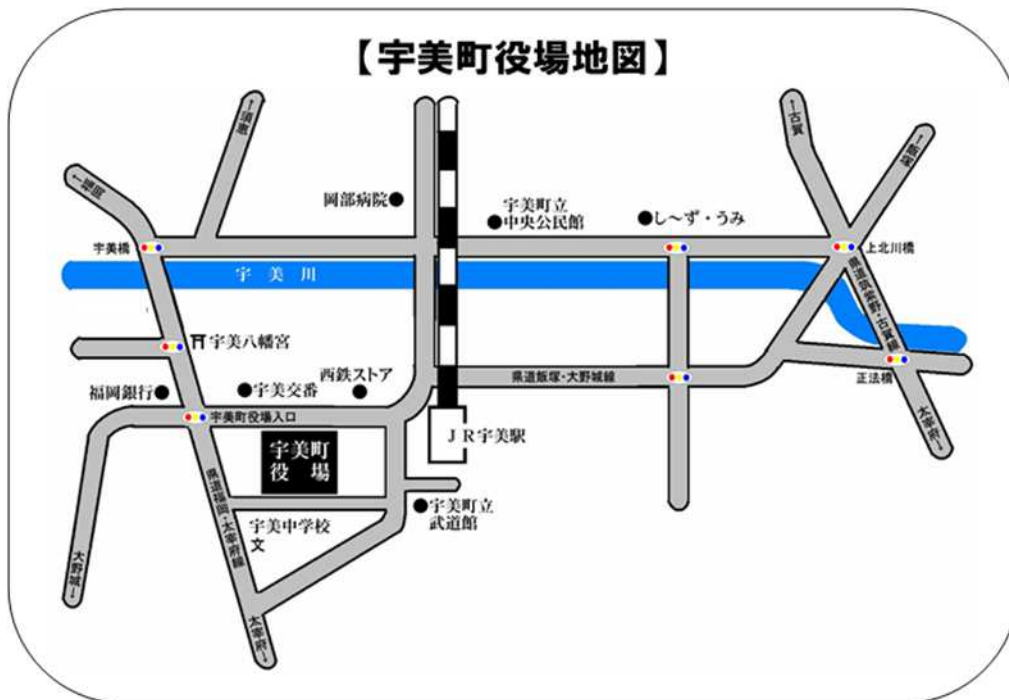 【宇美町役場地図】
←須恵
←古賀
←飯塚
←福岡
岡部病院
宇美町立
中央公民館
し～ず・うみ
宇美橋
上北川橋
宇美川
県道筑紫野・古賀線
宇美八幡宮
西鉄ストア
福岡銀行
宇美交番
県道飯塚・大野城線
正法橋
宇美町役場入口
太宰府→
JR宇美駅
宇美町
役場
県道福岡・太宰府線
宇美町立
武道館
宇美中学校
文
大野城→
太宰府→